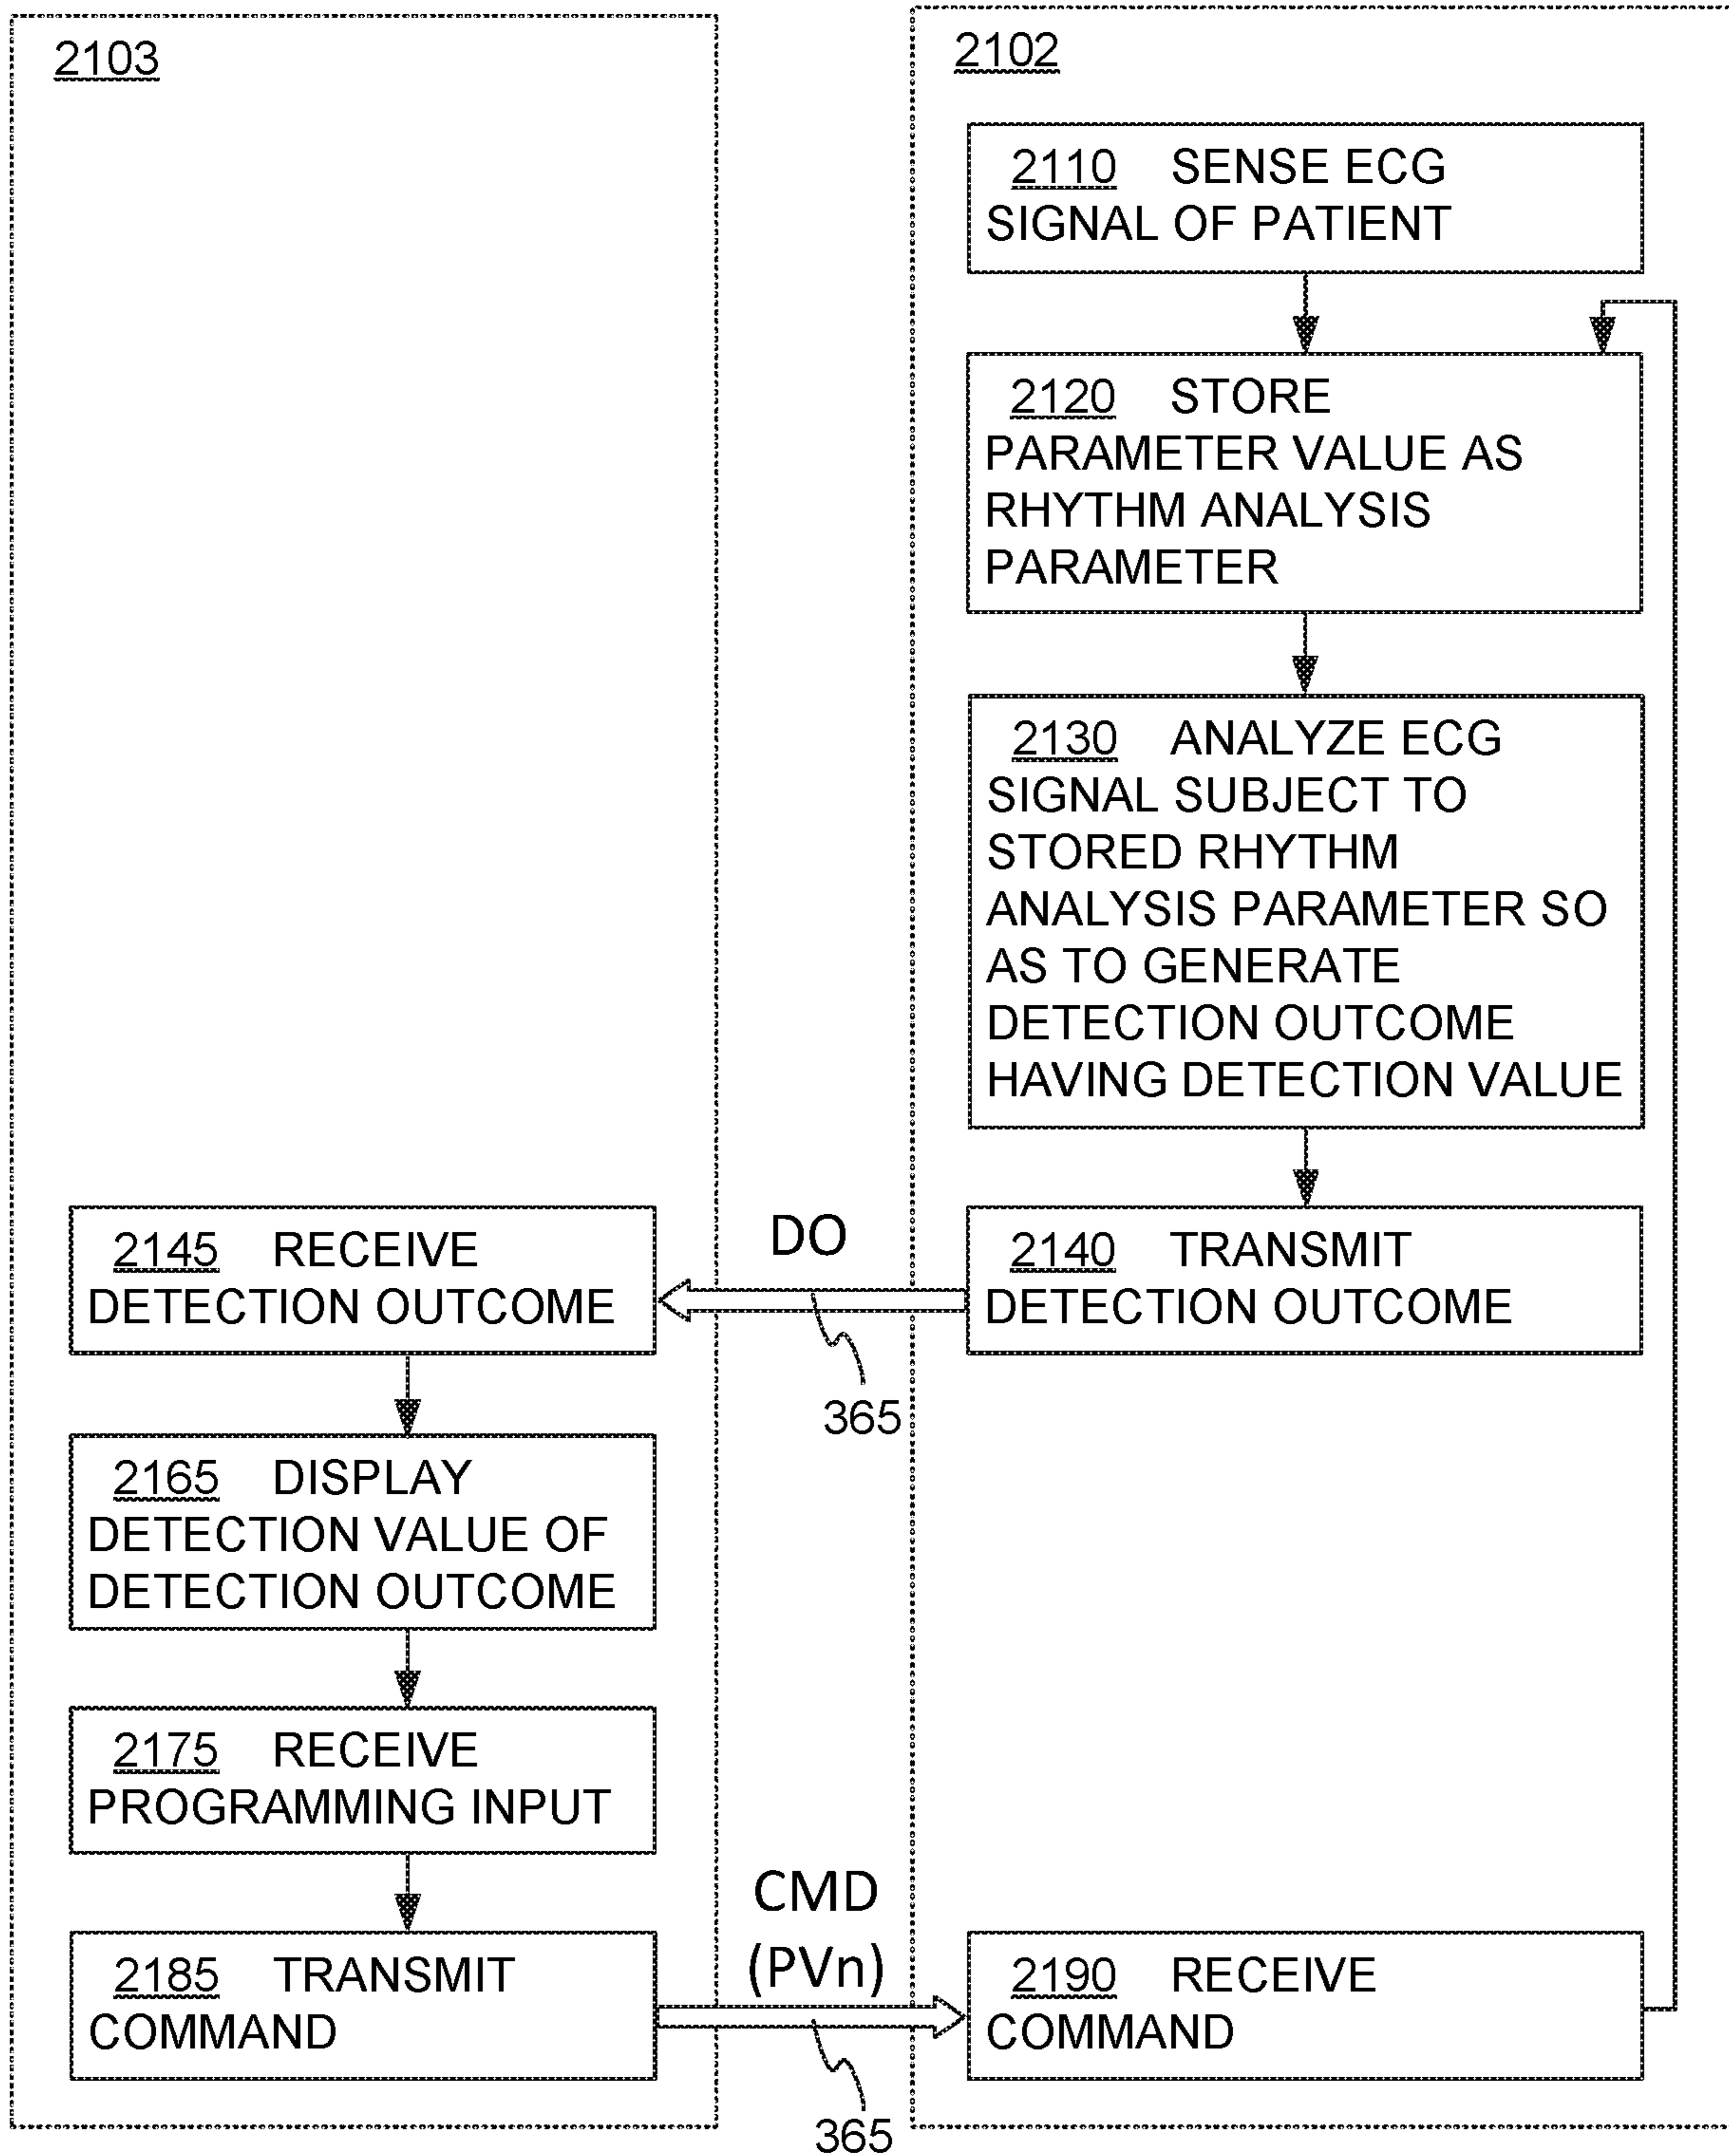 2103
2102
2110 SENSE ECG
SIGNAL OF PATIENT
2120 STORE
PARAMETER VALUE AS
RHYTHM ANALYSIS
PARAMETER
2130 ANALYZE ECG
SIGNAL SUBJECT TO
STORED RHYTHM
ANALYSIS PARAMETER SO
AS TO GENERATE
DETECTION OUTCOME
HAVING DETECTION VALUE
2140 TRANSMIT
DETECTION OUTCOME
DO
365
2145 RECEIVE
DETECTION OUTCOME
2165 DISPLAY
DETECTION VALUE OF
DETECTION OUTCOME
2175 RECEIVE
PROGRAMMING INPUT
2185 TRANSMIT
COMMAND
CMD
(PVn)
365
2190 RECEIVE
COMMAND